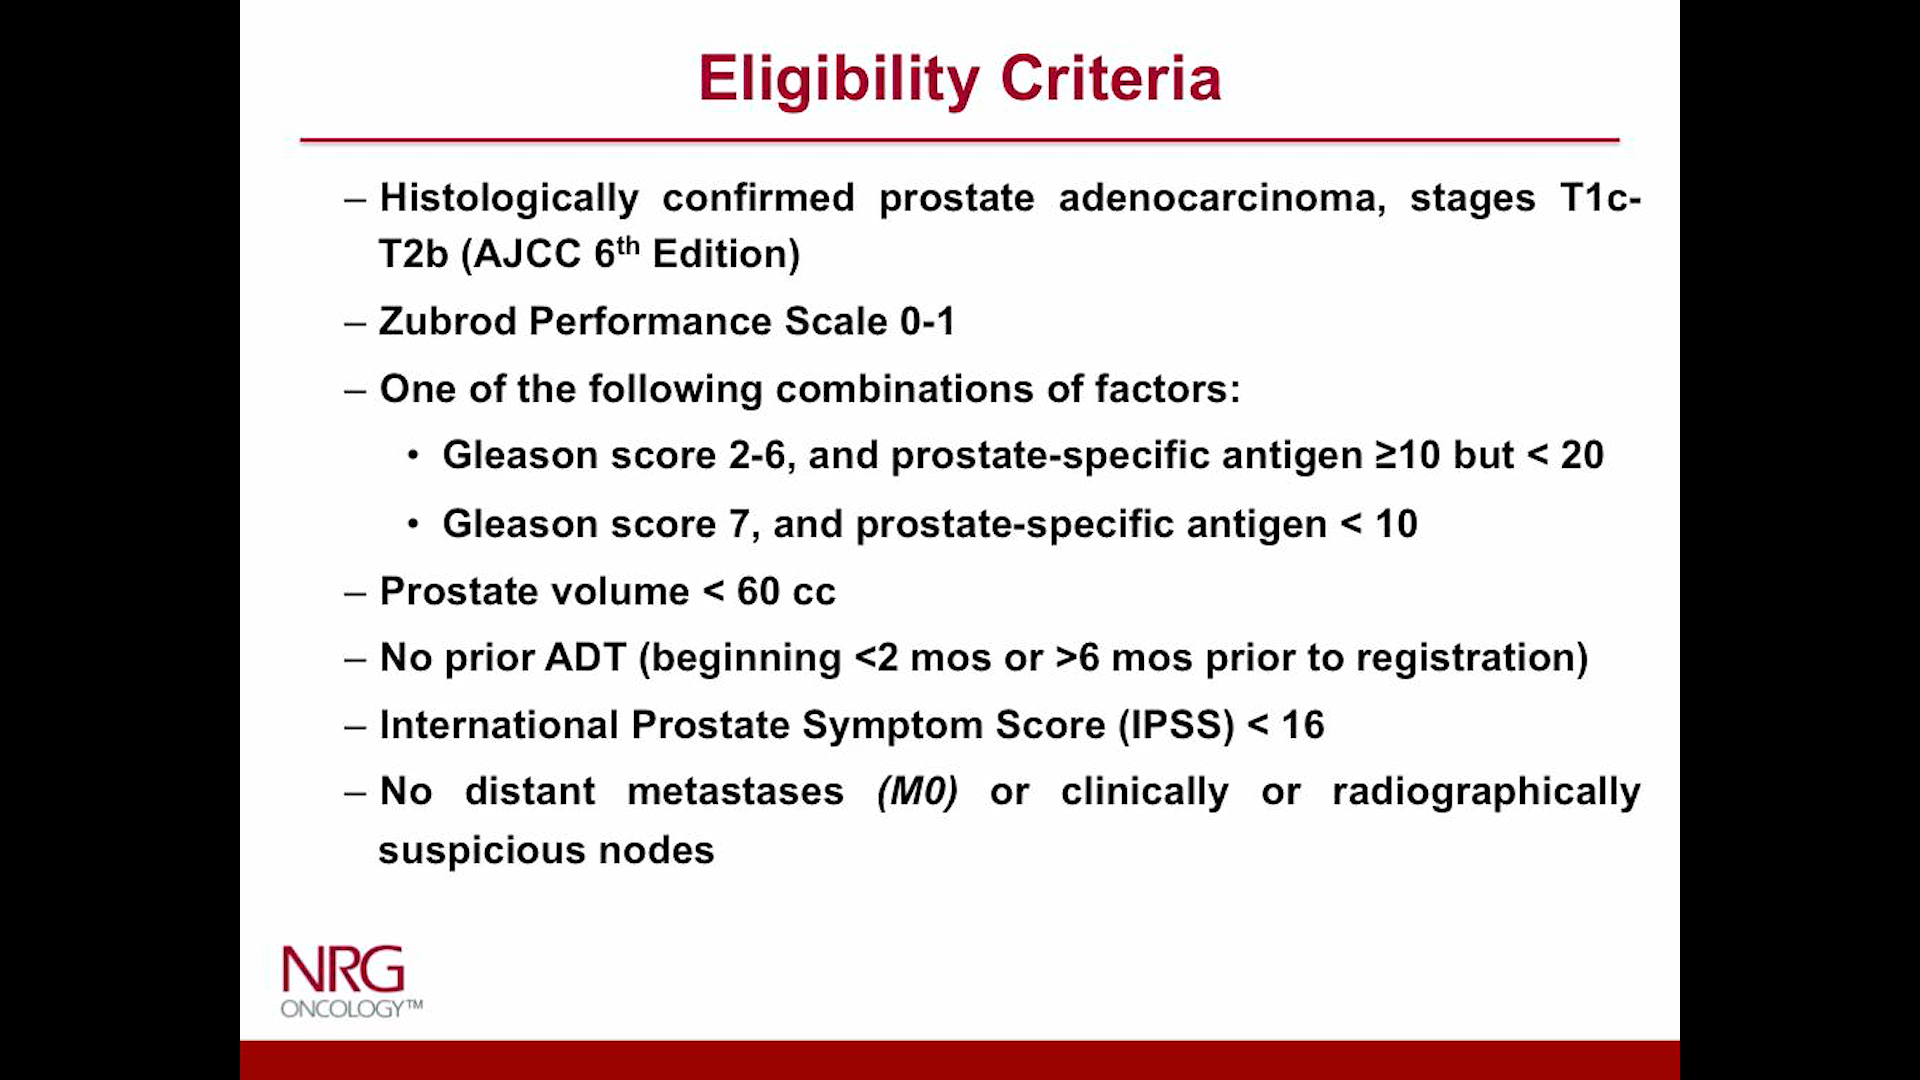 Eligibility Criteria
– Histologically confirmed prostate adenocarcinoma, stages T1c-
T2b (AJCC 6th Edition)
– Zubrod Performance Scale 0-1
– One of the following combinations of factors:
• Gleason score 2-6, and prostate-specific antigen ≥10 but < 20
• Gleason score 7, and prostate-specific antigen < 10
– Prostate volume < 60 cc
– No prior ADT (beginning <2 mos or >6 mos prior to registration)
– International Prostate Symptom Score (IPSS) < 16
– No distant metastases (M0) or clinically or radiographically
suspicious nodes
NRG
ONCOLOGY™